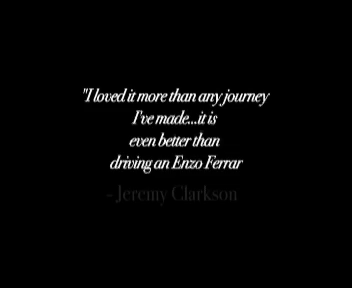 "I loved it more than any journey
I've made...it is
even better than
driving an Enzo Ferrar
- Jeremy Clarkson